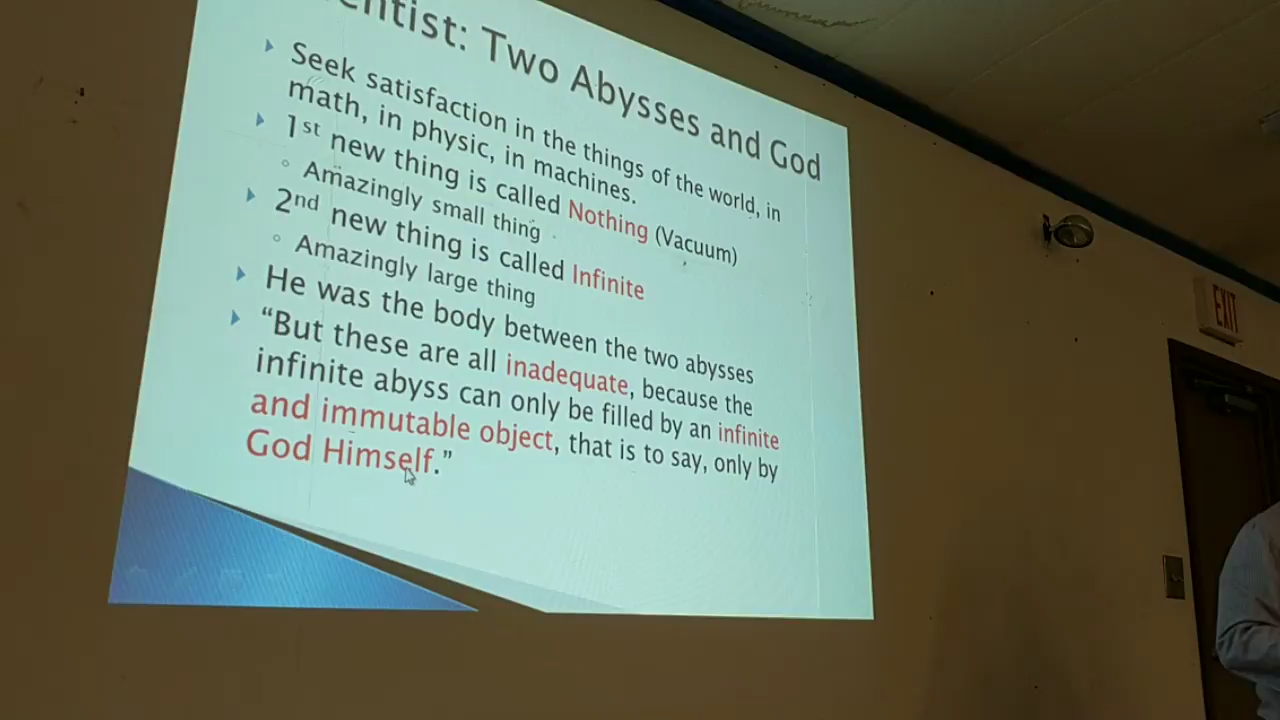 entist: Two Abysses and God
Seek satisfaction in the things of the world, in
math, in physic, in machines.
1st new thing is called Nothing (Vacuum)
Amazingly small thing
2nd new thing is called Infinite
Amazingly large thing
He was the body between the two abysses
“But these are all inadequate, because the
infinite abyss can only be filled by an infinite
and immutable object, that is to say, only by
God Himself.”
EXIT